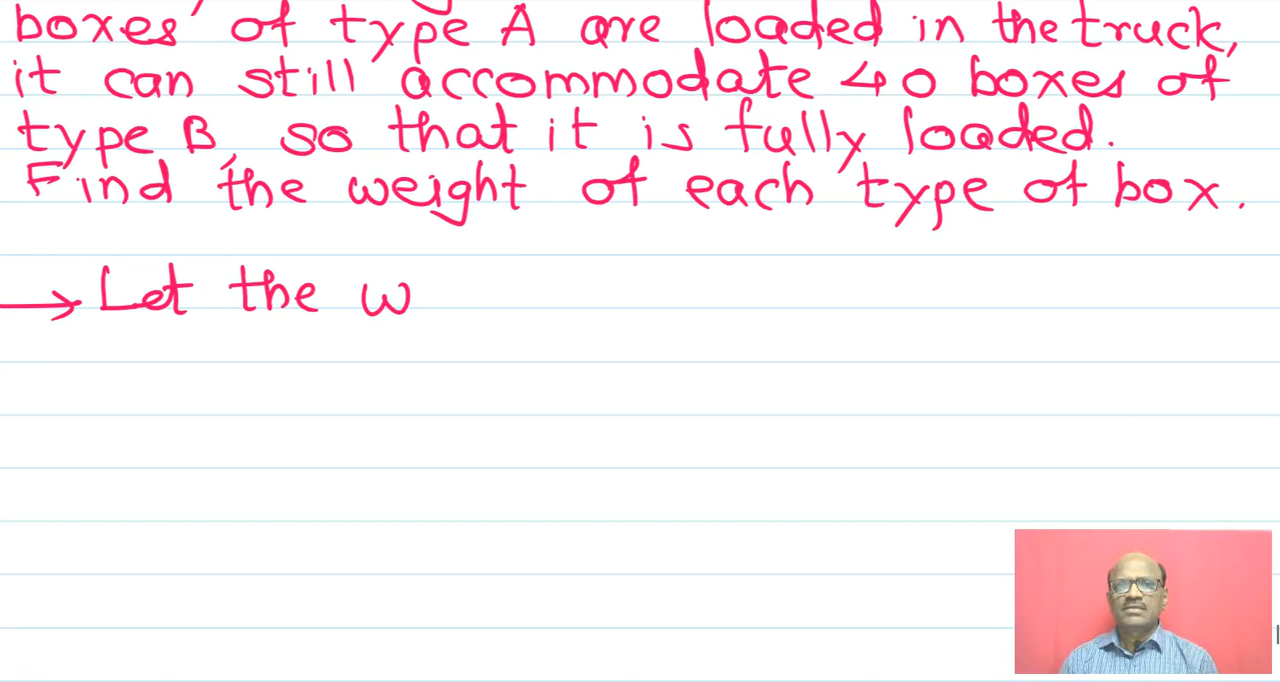 boxes of type A are loaded in the truck,
it can still accommodate 40 boxes of
type B, so that it is fully loaded.
Find the weight of each type of box.
→ Let the w